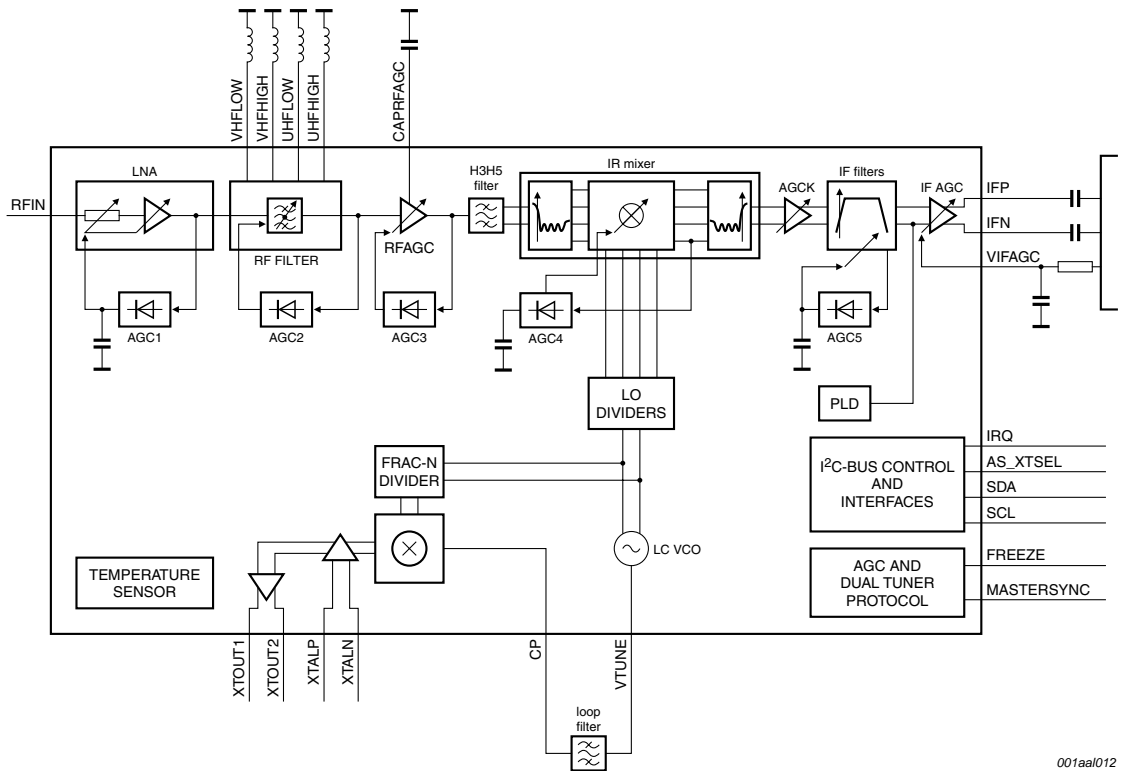 VHFLOW
VHFHIGH
UHFLOW
UHFHIGH
CAPRFAGC
LNA
RFIN
RF FILTER
RFAGC
H3H5
filter
IR mixer
AGCK
IF filters
IF AGC
IFP
IFN
VIFAGC
AGC1
AGC2
AGC3
AGC4
AGC5
LO
DIVIDERS
PLD
FRAC-N
DIVIDER
I²C-BUS CONTROL
AND
INTERFACES
IRQ
AS_XTSEL
SDA
SCL
LC VCO
TEMPERATURE
SENSOR
AGC AND
DUAL TUNER
PROTOCOL
FREEZE
MASTERSYNC
XTOUT1
XTOUT2
XTALP
XTALN
CP
VTUNE
loop
filter
001aal012